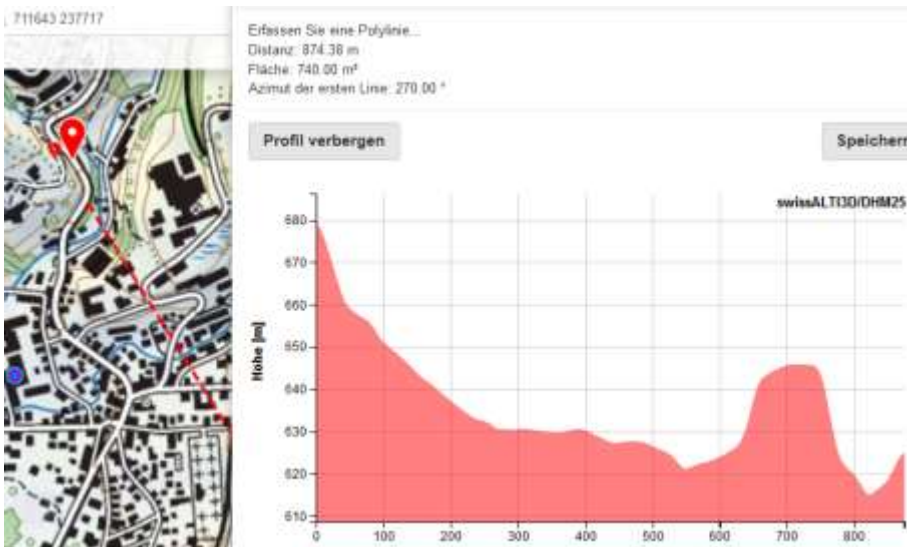 711643 237717
Erfassen Sie eine Polylinie...
Distanz: 874.38 m
Fläche: 740.00 m²
Azimut der ersten Linie: 270.00 °
Profil verbergen
Speichern
swissALTI3D/DHM25
Höhe [m]
680
670
660
650
640
630
620
610
0 100 200 300 400 500 600 700 800